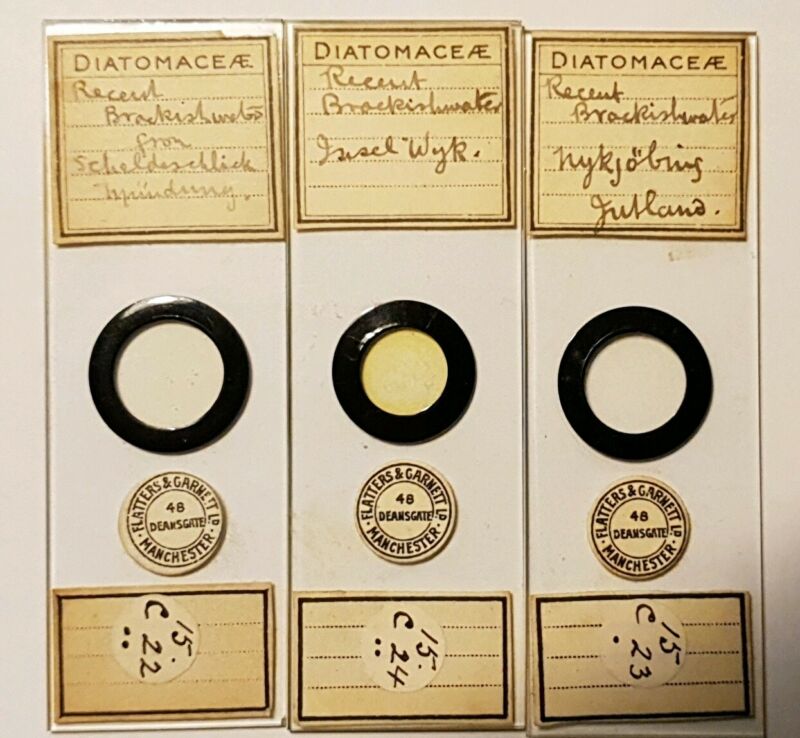 DIATOMACEÆ
Recent
Brackishwater
from
Scheldeschlick
Mündung.
FLATTERS & GARNETT LD
48
DEANSGATE
MANCHESTER
15.
C 22
DIATOMACEÆ
Recent
Brackishwater
Insel Wyk.
FLATTERS & GARNETT LD
48
DEANSGATE
MANCHESTER
15.
C 24
DIATOMACEÆ
Recent
Brackishwater
Nykjöbing
Jutland.
FLATTERS & GARNETT LD
48
DEANSGATE
MANCHESTER
15
C 23